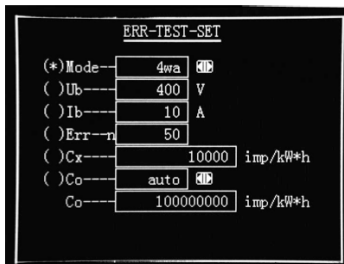 ERR-TEST-SET
(*)Mode-- 4wa
( )Ub---- 400 V
( )Ib---- 10 A
( )Err--n 50
( )Cx---- 10000 imp/kW*h
( )Co---- auto
Co---- 100000000 imp/kW*h